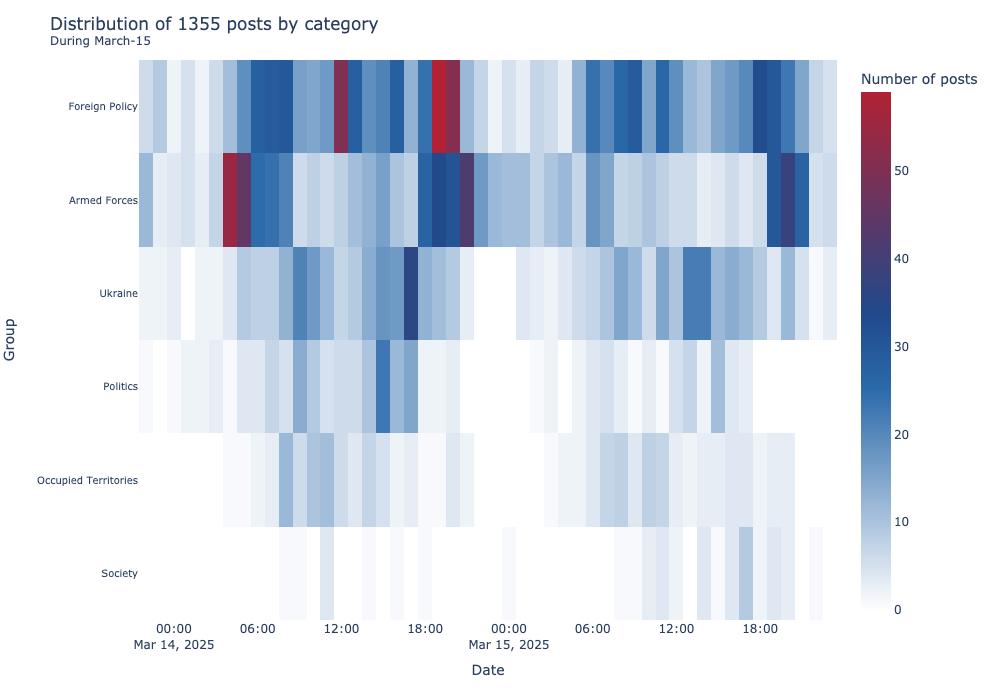 Distribution of 1355 posts by category
During March-15
Number of posts
Foreign Policy
Armed Forces
Ukraine
Politics
Occupied Territories
Society
Group
50
40
30
20
10
0
00:00 06:00 12:00 18:00 00:00 06:00 12:00 18:00
Mar 14, 2025 Mar 15, 2025
Date